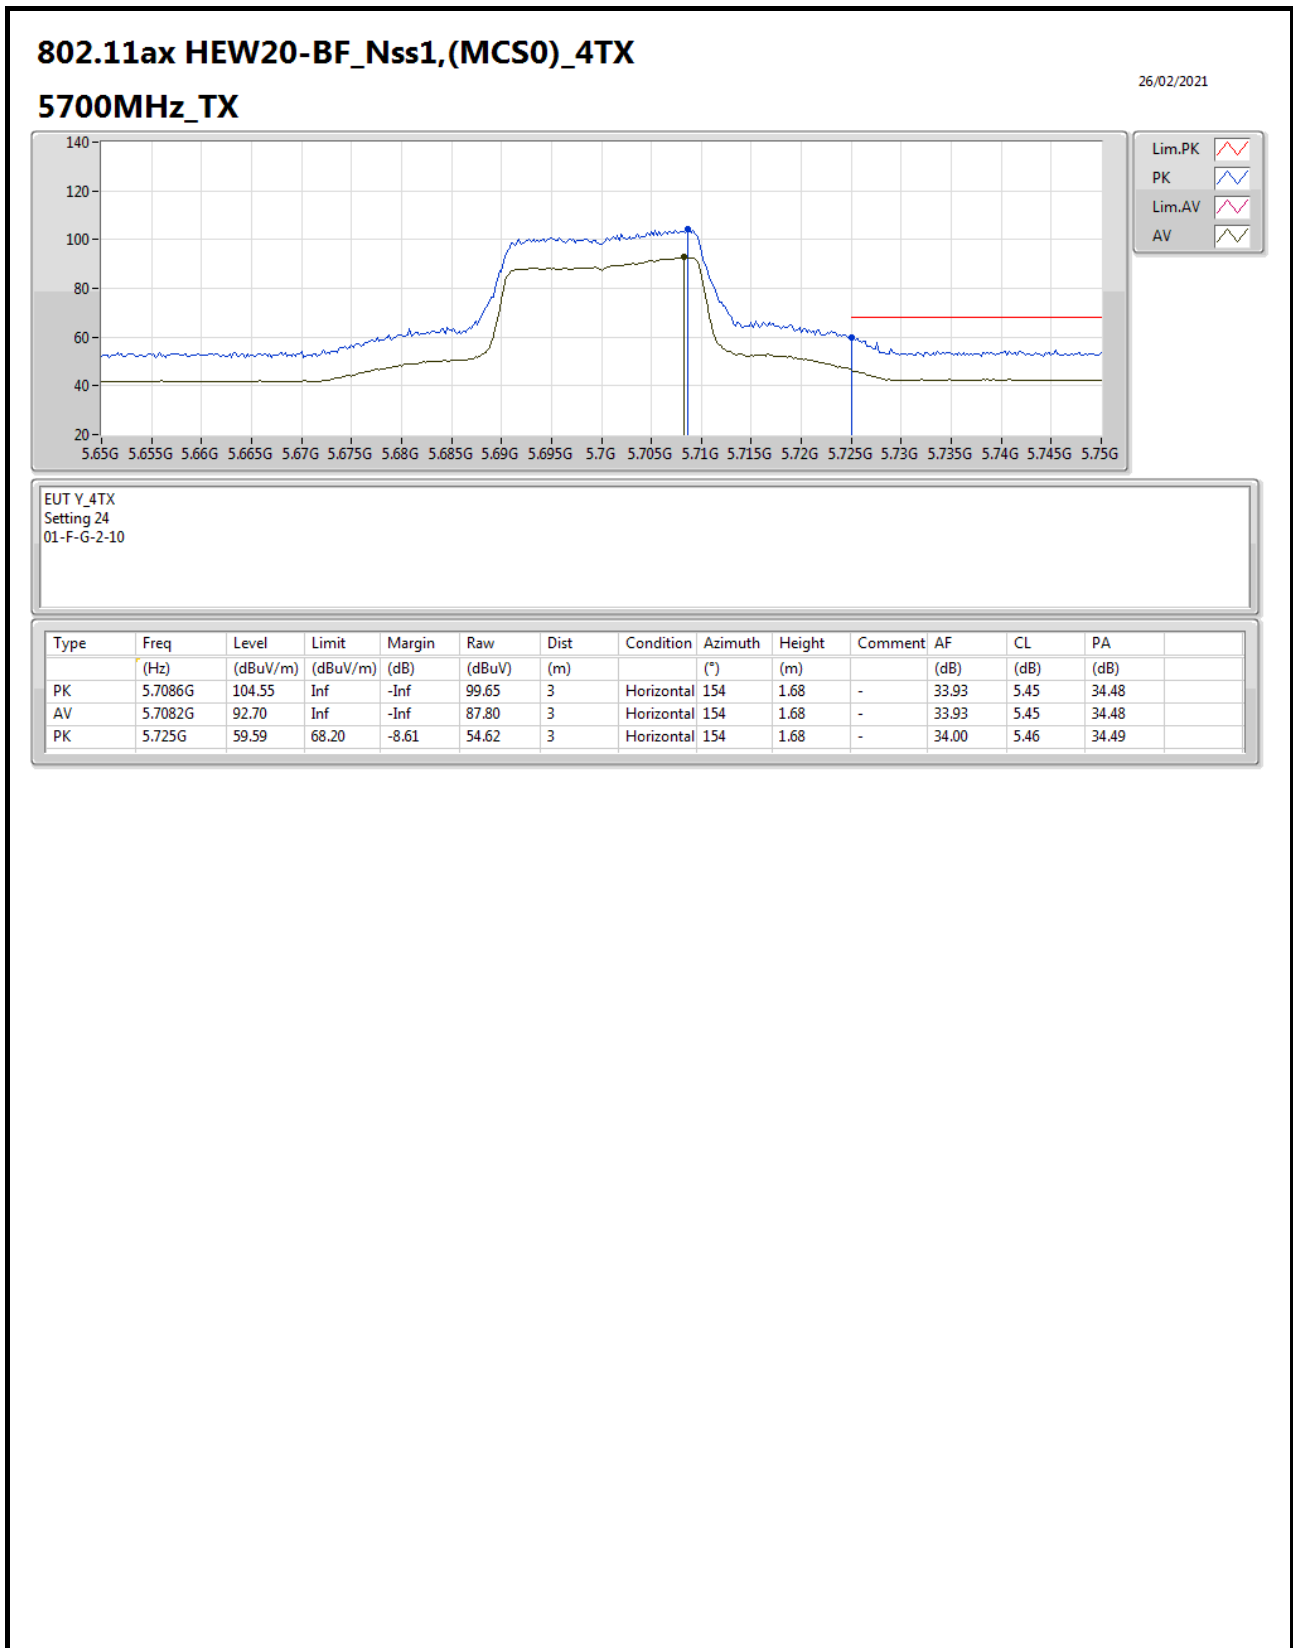 802.11ax HEW20-BF_Nss1,(MCS0)_4TX
26/02/2021
5700MHz_TX
140
120
100
80
60
40
20
5.65G 5.655G 5.66G 5.665G 5.67G 5.675G 5.68G 5.685G 5.69G 5.695G 5.7G 5.705G 5.71G 5.715G 5.72G 5.725G 5.73G 5.735G 5.74G 5.745G 5.75G
Lim.PK
PK
Lim.AV
AV
EUT Y_4TX
Setting 24
01-F-G-2-10
Type Freq Level Limit Margin Raw Dist Condition Azimuth Height Comment AF CL PA
(Hz) (dBuV/m) (dBuV/m) (dB) (dBuV) (m) (°) (m) (dB) (dB) (dB)
PK 5.7086G 104.55 Inf -Inf 99.65 3 Horizontal 154 1.68 - 33.93 5.45 34.48
AV 5.7082G 92.70 Inf -Inf 87.80 3 Horizontal 154 1.68 - 33.93 5.45 34.48
PK 5.725G 59.59 68.20 -8.61 54.62 3 Horizontal 154 1.68 - 34.00 5.46 34.49